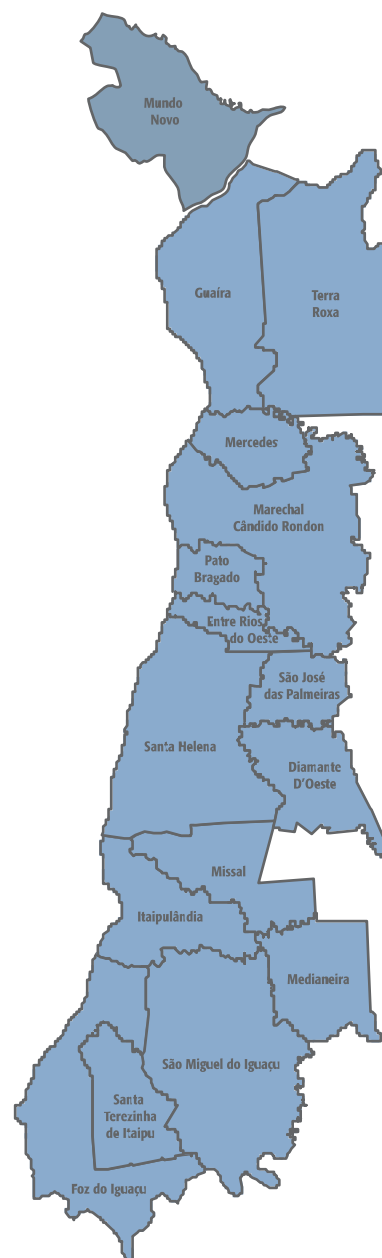 Mundo
Novo
Guaíra
Terra
Roxa
Mercedes
Marechal
Cândido Rondon
Pato
Bragado
Entre Rios
do Oeste
São José
das Palmeiras
Santa Helena
Diamante
D'Oeste
Missal
Itaipulândia
Medianeira
São Miguel do Iguaçu
Santa
Terezinha
de Itaipu
Foz do Iguaçu